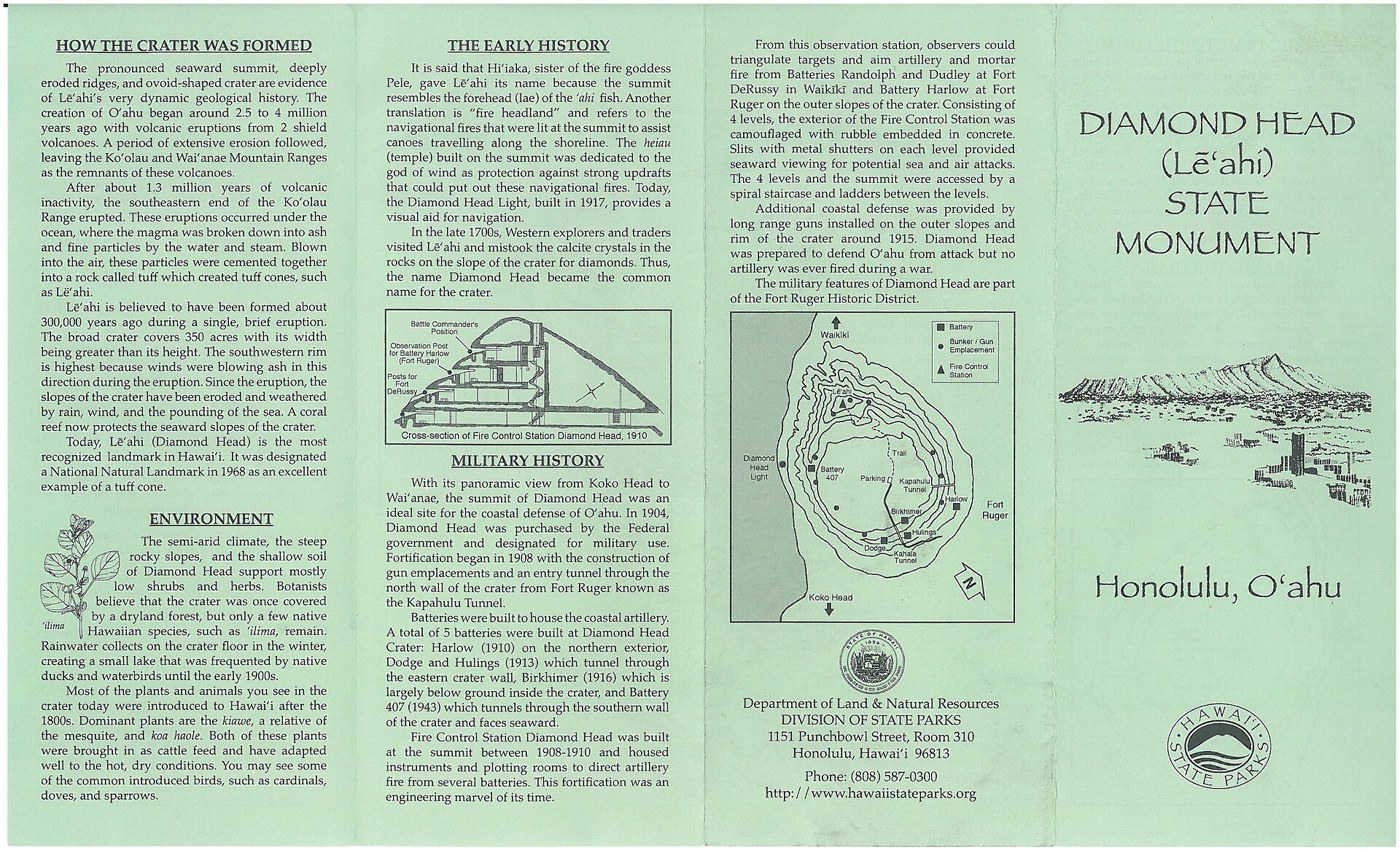 HOW THE CRATER WAS FORMED
The pronounced seaward summit, deeply
eroded ridges, and ovoid-shaped crater are evidence
of Lē‘ahi’s very dynamic geological history. The
creation of O‘ahu began around 2.5 to 4 million
years ago with volcanic eruptions from 2 shield
volcanoes. A period of extensive erosion followed,
leaving the Ko‘olau and Wai‘anae Mountain Ranges
as the remnants of these volcanoes.
After about 1.3 million years of volcanic
inactivity, the southeastern end of the Ko‘olau
Range erupted. These eruptions occurred under the
ocean, where the magma was broken down into ash
and fine particles by the water and steam. Blown
into the air, these particles were cemented together
into a rock called tuff which created tuff cones, such
as Lē‘ahi.
Lē‘ahi is believed to have been formed about
300,000 years ago during a single, brief eruption.
The broad crater covers 350 acres with its width
being greater than its height. The southwestern rim
is highest because winds were blowing ash in this
direction during the eruption. Since the eruption, the
slopes of the crater have been eroded and weathered
by rain, wind, and the pounding of the sea. A coral
reef now protects the seaward slopes of the crater.
Today, Lē‘ahi (Diamond Head) is the most
recognized landmark in Hawai‘i. It was designated
a National Natural Landmark in 1968 as an excellent
example of a tuff cone.
ENVIRONMENT
The semi-arid climate, the steep
rocky slopes, and the shallow soil
of Diamond Head support mostly
low shrubs and herbs. Botanists
believe that the crater was once covered
by a dryland forest, but only a few native
Hawaiian species, such as ‘ilima, remain.
‘ilima
Rainwater collects on the crater floor in the winter,
creating a small lake that was frequented by native
ducks and waterbirds until the early 1900s.
Most of the plants and animals you see in the
crater today were introduced to Hawai‘i after the
1800s. Dominant plants are the kiawe, a relative of
the mesquite, and koa haole. Both of these plants
were brought in as cattle feed and have adapted
well to the hot, dry conditions. You may see some
of the common introduced birds, such as cardinals,
doves, and sparrows.
THE EARLY HISTORY
It is said that Hi‘iaka, sister of the fire goddess
Pele, gave Lē‘ahi its name because the summit
resembles the forehead (lae) of the ‘ahi fish. Another
translation is “fire headland” and refers to the
navigational fires that were lit at the summit to assist
canoes travelling along the shoreline. The heiau
(temple) built on the summit was dedicated to the
god of wind as protection against strong updrafts
that could put out these navigational fires. Today,
the Diamond Head Light, built in 1917, provides a
visual aid for navigation.
In the late 1700s, Western explorers and traders
visited Lē‘ahi and mistook the calcite crystals in the
rocks on the slope of the crater for diamonds. Thus,
the name Diamond Head became the common
name for the crater.
Battle Commander's
Position
Observation Post
for Battery Harlow
(Fort Ruger)
Posts for
Fort
DeRussy
Cross-section of Fire Control Station Diamond Head, 1910
MILITARY HISTORY
With its panoramic view from Koko Head to
Wai‘anae, the summit of Diamond Head was an
ideal site for the coastal defense of O‘ahu. In 1904,
Diamond Head was purchased by the Federal
government and designated for military use.
Fortification began in 1908 with the construction of
gun emplacements and an entry tunnel through the
north wall of the crater from Fort Ruger known as
the Kapahulu Tunnel.
Batteries were built to house the coastal artillery.
A total of 5 batteries were built at Diamond Head
Crater: Harlow (1910) on the northern exterior,
Dodge and Hulings (1913) which tunnel through
the eastern crater wall, Birkhimer (1916) which is
largely below ground inside the crater, and Battery
407 (1943) which tunnels through the southern wall
of the crater and faces seaward.
Fire Control Station Diamond Head was built
at the summit between 1908-1910 and housed
instruments and plotting rooms to direct artillery
fire from several batteries. This fortification was an
engineering marvel of its time.
From this observation station, observers could
triangulate targets and aim artillery and mortar
fire from Batteries Randolph and Dudley at Fort
DeRussy in Waikīkī and Battery Harlow at Fort
Ruger on the outer slopes of the crater. Consisting of
4 levels, the exterior of the Fire Control Station was
camouflaged with rubble embedded in concrete.
Slits with metal shutters on each level provided
seaward viewing for potential sea and air attacks.
The 4 levels and the summit were accessed by a
spiral staircase and ladders between the levels.
Additional coastal defense was provided by
long range guns installed on the outer slopes and
rim of the crater around 1915. Diamond Head
was prepared to defend O‘ahu from attack but no
artillery was ever fired during a war.
The military features of Diamond Head are part
of the Fort Ruger Historic District.
Waikīkī
Battery
Bunker / Gun
Emplacement
Fire Control
Station
Diamond
Head
Light
Battery
407
Trail
Parking
Kapahulu
Tunnel
Harlow
Fort
Ruger
Birkhimer
Hulings
Dodge
Kahala
Tunnel
N
Koko Head
STATE OF HAWAII
1959
Department of Land & Natural Resources
DIVISION OF STATE PARKS
1151 Punchbowl Street, Room 310
Honolulu, Hawai‘i 96813
Phone: (808) 587-0300
http://www.hawaiistateparks.org
DIAMOND HEAD
(Lē‘ahi)
STATE
MONUMENT
Honolulu, O‘ahu
HAWAI‘I
STATE PARKS